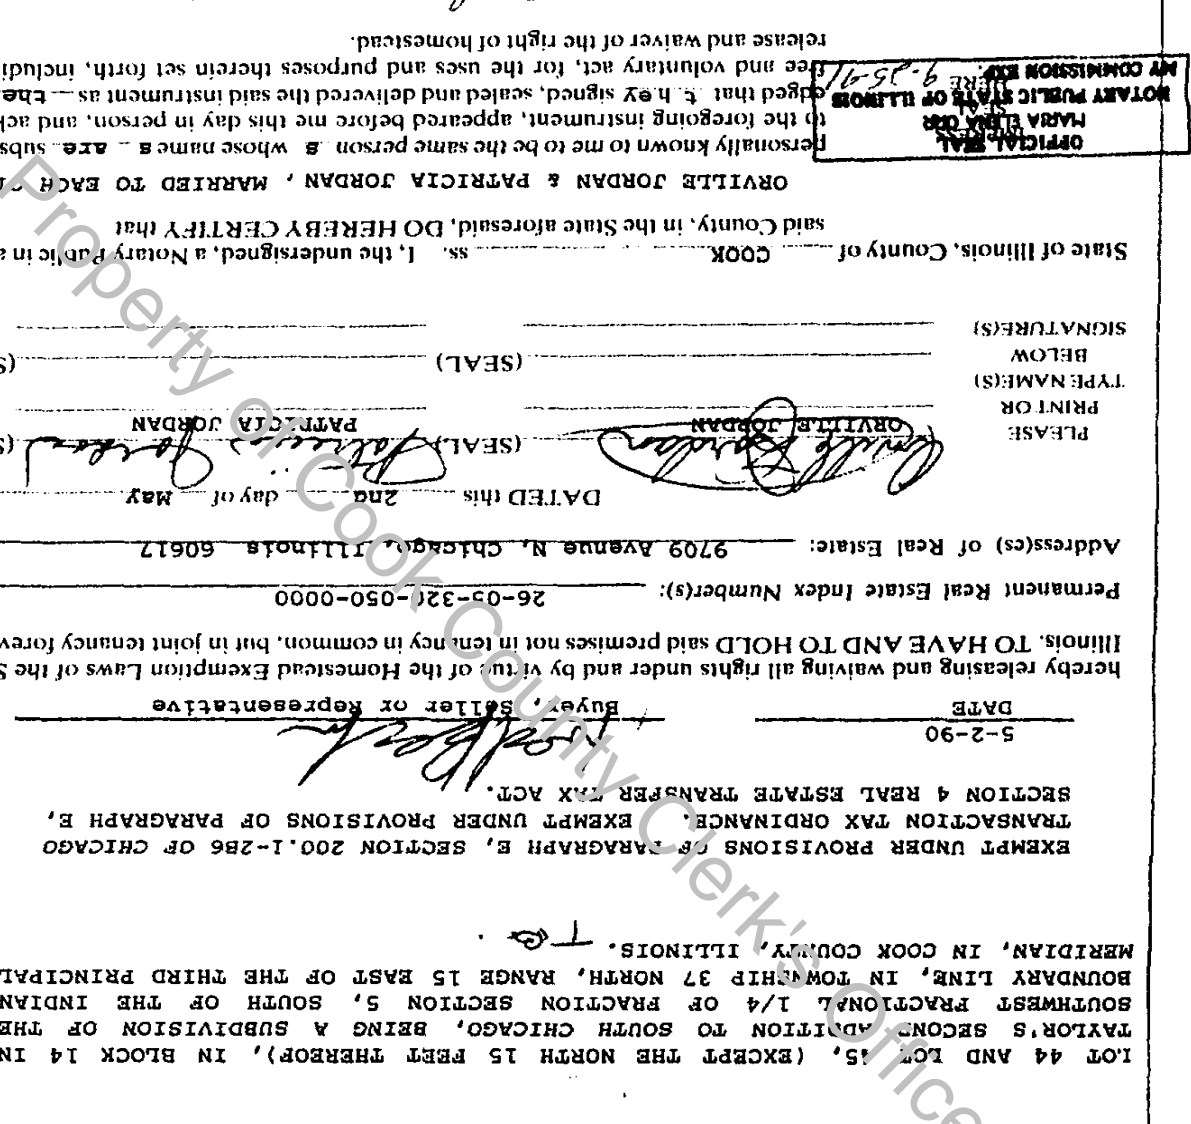 LOT 44 AND LOT 45, (EXCEPT THE NORTH 15 FEET THEREOF), IN BLOCK 14 IN
TAYLOR'S SECOND ADDITION TO SOUTH CHICAGO, BEING A SUBDIVISION OF THE
SOUTHWEST FRACTIONAL 1/4 OF FRACTION SECTION 5, SOUTH OF THE INDIAN
BOUNDARY LINE, IN TOWNSHIP 37 NORTH, RANGE 15 EAST OF THE THIRD PRINCIPAL
MERIDIAN, IN COOK COUNTY, ILLINOIS.
EXEMPT UNDER PROVISIONS OF PARAGRAPH E, SECTION 200.1-2B6 OF CHICAGO
TRANSACTION TAX ORDINANCE. EXEMPT UNDER PROVISIONS OF PARAGRAPH E,
SECTION 4 REAL ESTATE TRANSFER TAX ACT.
5-2-90
DATE Buyer, Seller or Representative
hereby releasing and waiving all rights under and by virtue of the Homestead Exemption Laws of the S
Illinois. TO HAVE AND TO HOLD said premises not in tenancy in common, but in joint tenancy forev
Permanent Real Estate Index Number(s): 26-05-320-050-0000
Address(es) of Real Estate: 9709 Avenue N, Chicago, Illinois 60617
DATED this 2nd day of May
PLEASE
PRINT OR
TYPE NAME(S)
BELOW
SIGNATURE(S)
Orville Jordan (SEAL) Patricia Jordan (S
ORVILLE JORDAN PATRICIA JORDAN
(SEAL) (S
State of Illinois, County of COOK ss. I, the undersigned, a Notary Public in a
said County, in the State aforesaid, DO HEREBY CERTIFY that
ORVILLE JORDAN & PATRICIA JORDAN, MARRIED TO EACH O
personally known to me to be the same person s whose name s are subs
to the foregoing instrument, appeared before me this day in person, and ack
edged that t hey signed, sealed and delivered the said instrument as the
free and voluntary act, for the uses and purposes therein set forth, includi
release and waiver of the right of homestead.
OFFICIAL SEAL
MARIA ELENA
NOTARY PUBLIC STATE OF ILLINOIS
MY COMMISSION EXP. 9-25-91
Property of Cook County Clerk's Office